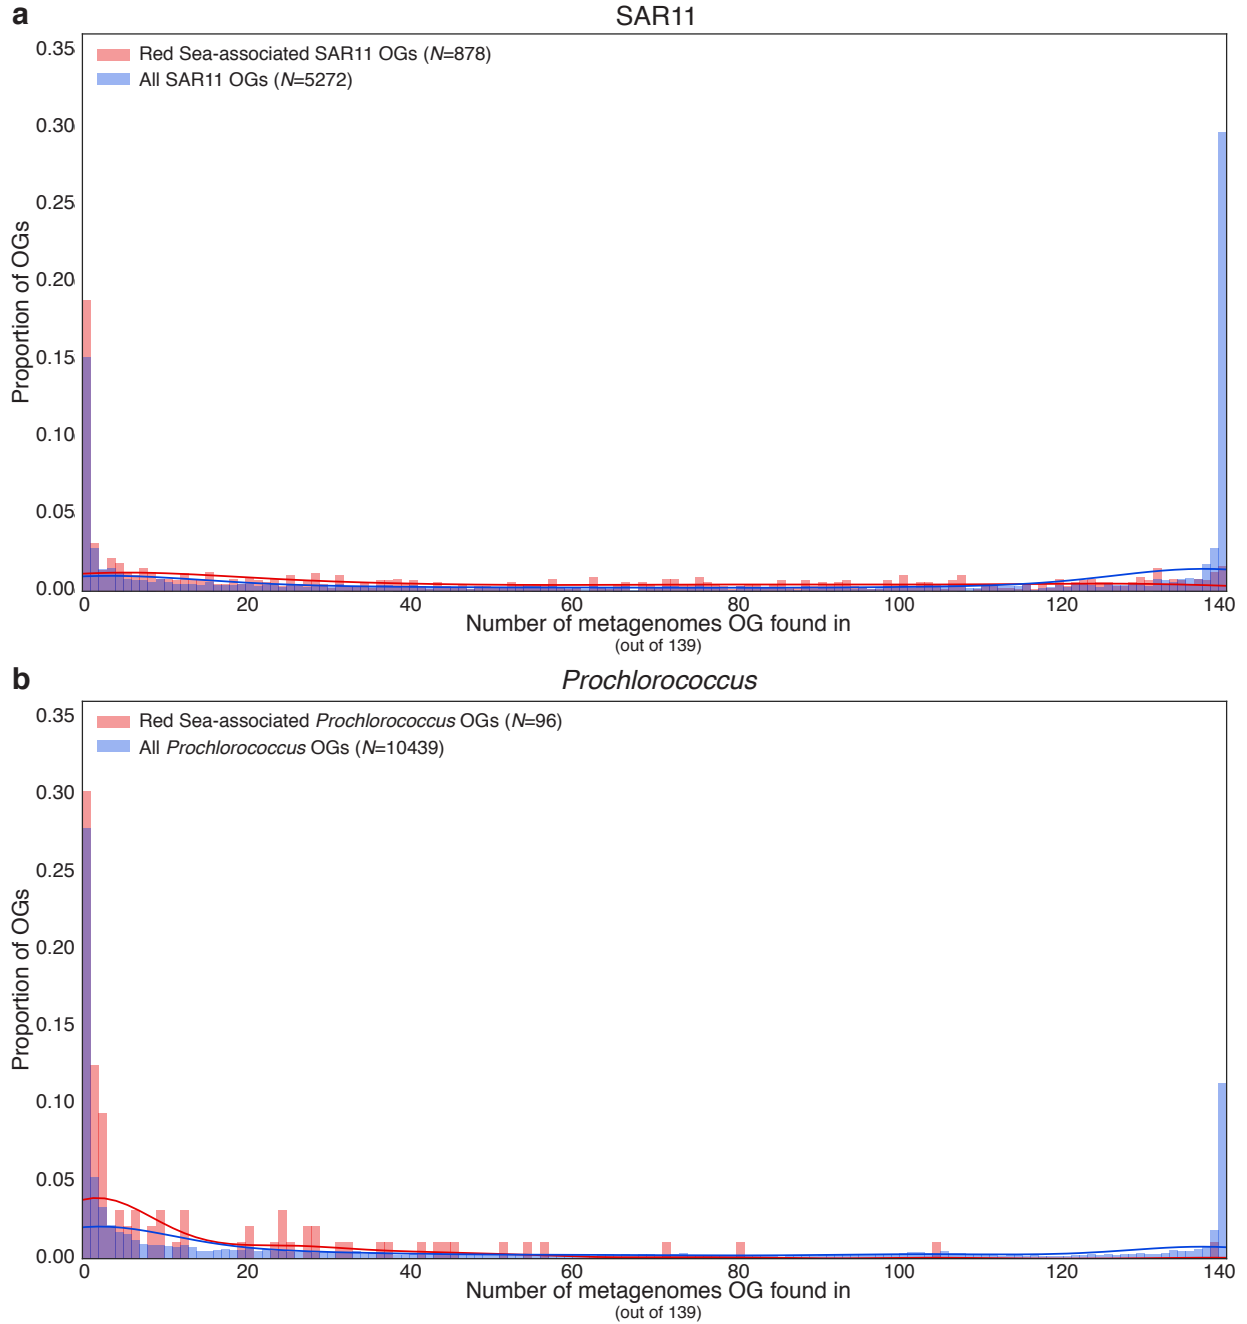 a
SAR11
Red Sea-associated SAR11 OGs (N=878)
All SAR11 OGs (N=5272)
0.35
0.30
0.25
0.20
0.15
0.10
0.05
0.00
Proportion of OGs
0 20 40 60 80 100 120 140
Number of metagenomes OG found in
(out of 139)
b
Prochlorococcus
Red Sea-associated Prochlorococcus OGs (N=96)
All Prochlorococcus OGs (N=10439)
0.35
0.30
0.25
0.20
0.15
0.10
0.05
0.00
Proportion of OGs
0 20 40 60 80 100 120 140
Number of metagenomes OG found in
(out of 139)